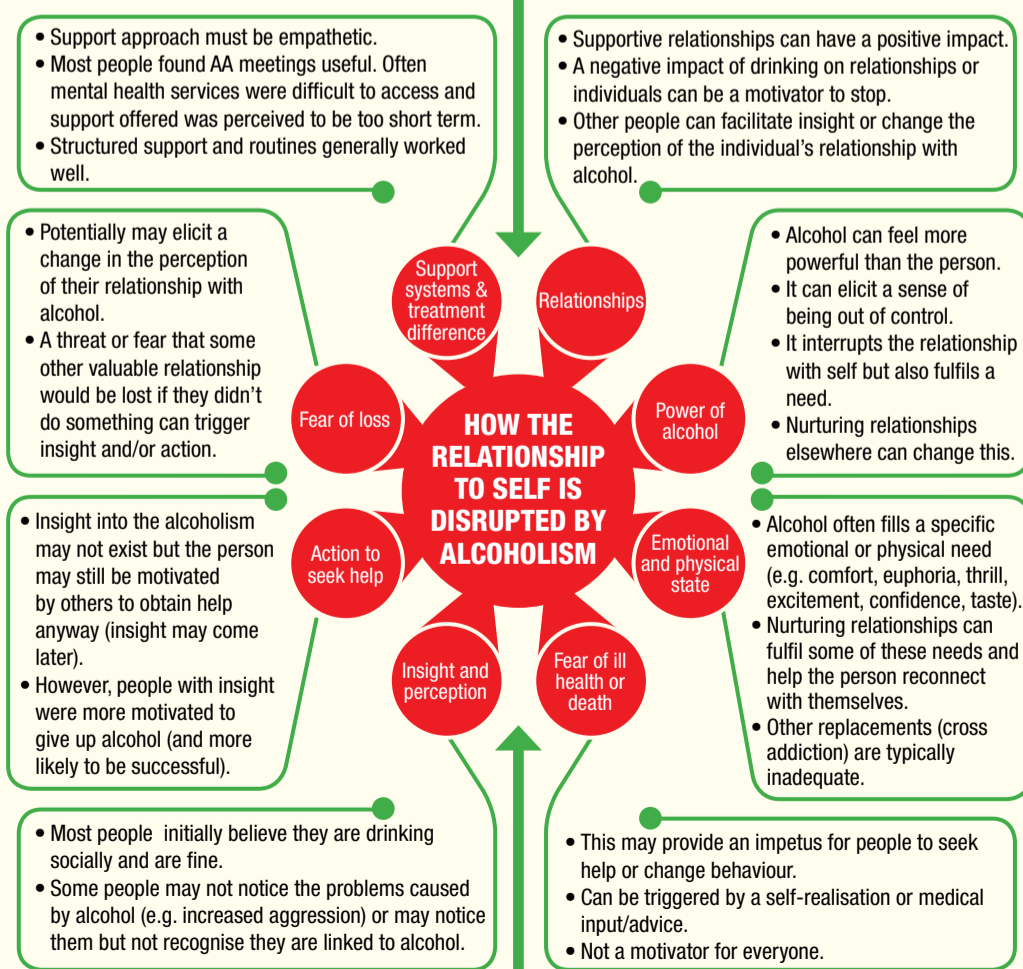 • Support approach must be empathetic.
• Most people found AA meetings useful. Often
mental health services were difficult to access and
support offered was perceived to be too short term.
• Structured support and routines generally worked
well.
• Supportive relationships can have a positive impact.
• A negative impact of drinking on relationships or
individuals can be a motivator to stop.
• Other people can facilitate insight or change the
perception of the individual's relationship with
alcohol.
• Potentially may elicit a
change in the perception
of their relationship with
alcohol.
• A threat or fear that some
other valuable relationship
would be lost if they didn't
do something can trigger
insight and/or action.
Support
systems &
treatment
difference
Relationships
• Alcohol can feel more
powerful than the person.
• It can elicit a sense of
being out of control.
• It interrupts the relationship
with self but also fulfils a
need.
• Nurturing relationships
elsewhere can change this.
Fear of loss
Power of
alcohol
HOW THE
RELATIONSHIP
TO SELF IS
DISRUPTED BY
ALCOHOLISM
• Insight into the alcoholism
may not exist but the person
may still be motivated
by others to obtain help
anyway (insight may come
later).
• However, people with insight
were more motivated to
give up alcohol (and more
likely to be successful).
Action to
seek help
Emotional
and physical
state
• Alcohol often fills a specific
emotional or physical need
(e.g. comfort, euphoria, thrill,
excitement, confidence, taste).
• Nurturing relationships can
fulfil some of these needs and
help the person reconnect
with themselves.
• Other replacements (cross
addiction) are typically
inadequate.
Insight and
perception
Fear of ill
health or
death
• Most people initially believe they are drinking
socially and are fine.
• Some people may not notice the problems caused
by alcohol (e.g. increased aggression) or may notice
them but not recognise they are linked to alcohol.
• This may provide an impetus for people to seek
help or change behaviour.
• Can be triggered by a self-realisation or medical
input/advice.
• Not a motivator for everyone.